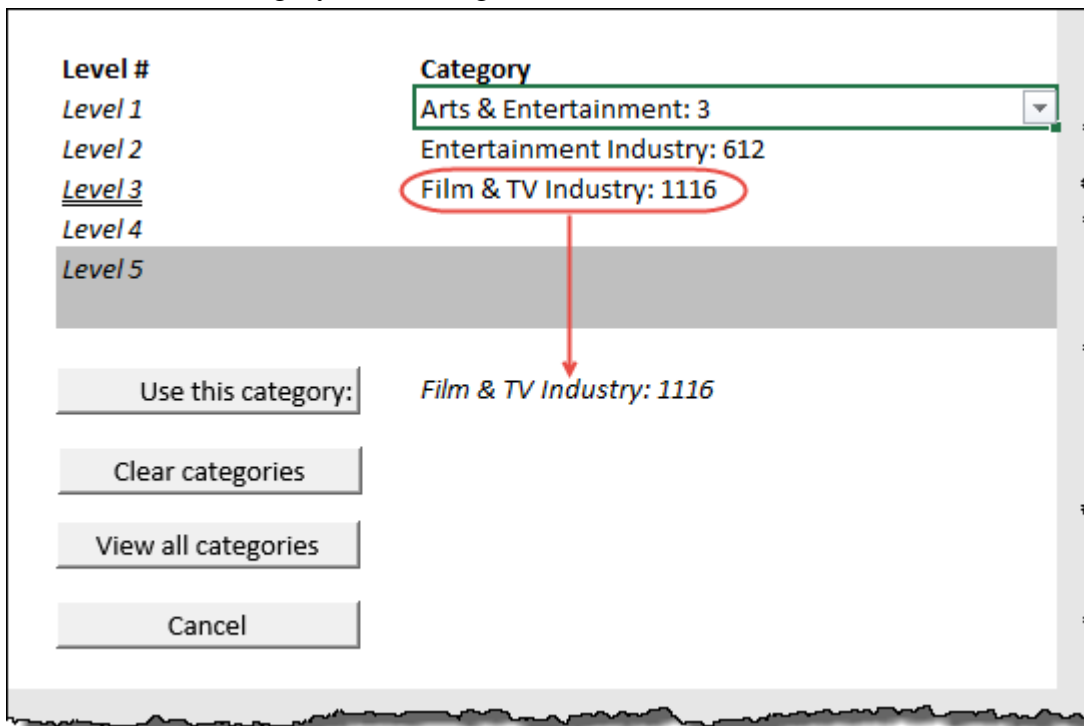 Level # Category
Level 1 Arts & Entertainment: 3
Level 2 Entertainment Industry: 612
Level 3 Film & TV Industry: 1116
Level 4
Level 5
Use this category: Film & TV Industry: 1116
Clear categories
View all categories
Cancel